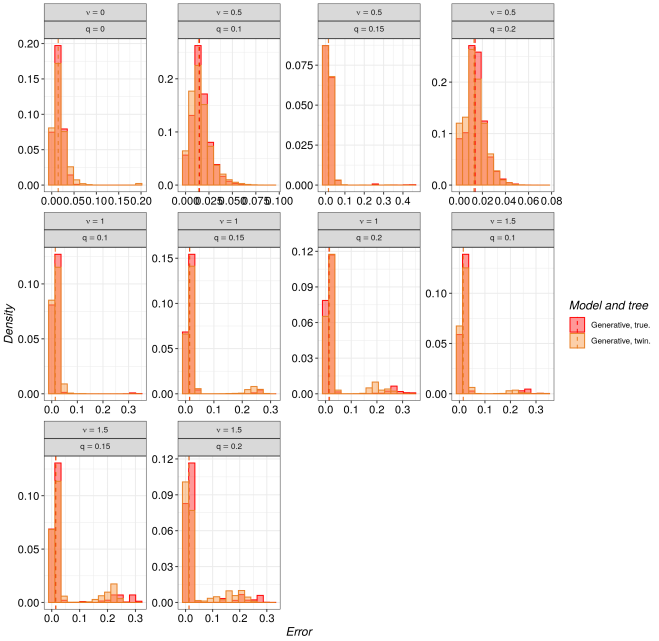 ν = 0
ν = 0.5
ν = 0.5
ν = 0.5
q = 0
q = 0.1
q = 0.15
q = 0.2
0.20
0.15
0.10
0.05
0.00
0.2
0.1
0.0
0.075
0.050
0.025
0.000
0.2
0.1
0.0
0.000.050.100.150.20
0.0000.0250.0500.0750.100
0.0 0.1 0.2 0.3 0.4
0.000.020.040.060.08
ν = 1
ν = 1
ν = 1
ν = 1.5
q = 0.1
q = 0.15
q = 0.2
q = 0.1
0.10
0.05
0.00
0.15
0.10
0.05
0.00
0.12
0.09
0.06
0.03
0.00
0.10
0.05
0.00
0.0 0.1 0.2 0.3
0.0 0.1 0.2 0.3
0.0 0.1 0.2 0.3
0.0 0.1 0.2 0.3
Density
Model and tree
Generative, true.
Generative, twin.
ν = 1.5
ν = 1.5
q = 0.15
q = 0.2
0.10
0.05
0.00
0.12
0.09
0.06
0.03
0.00
0.0 0.1 0.2 0.3
0.0 0.1 0.2 0.3
Error